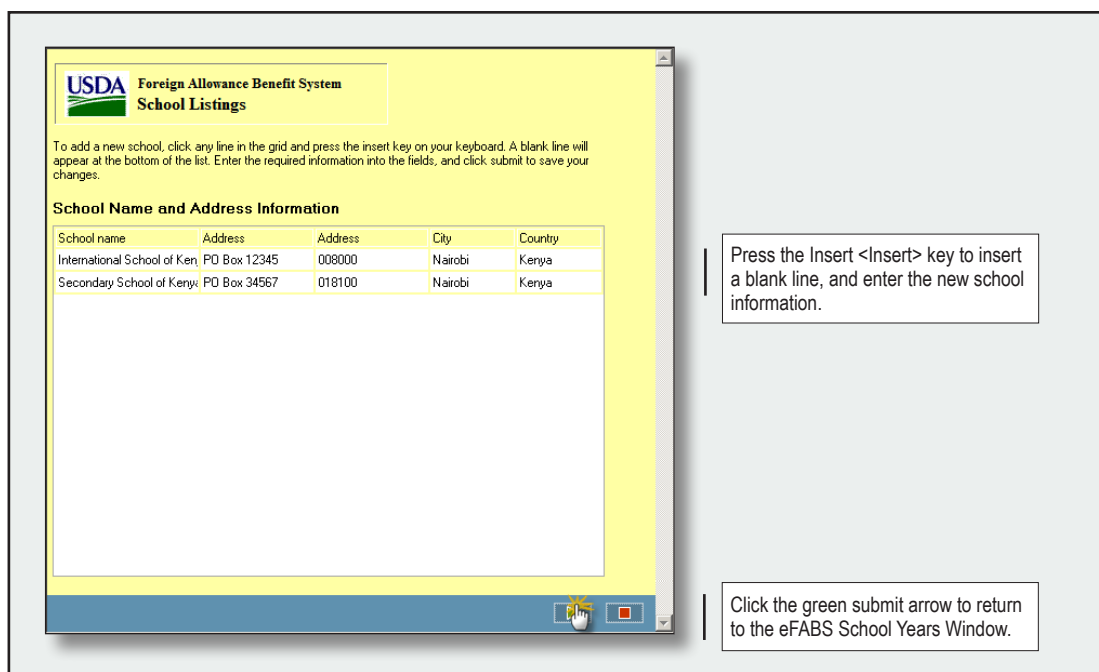 USDA
Foreign Allowance Benefit System
School Listings
To add a new school, click any line in the grid and press the insert key on your keyboard. A blank line will
appear at the bottom of the list. Enter the required information into the fields, and click submit to save your
changes.
School Name and Address Information
School name Address Address City Country
International School of Ken PO Box 12345 008000 Nairobi Kenya
Secondary School of Kenya PO Box 34567 018100 Nairobi Kenya
Press the Insert <Insert> key to insert
a blank line, and enter the new school
information.
Click the green submit arrow to return
to the eFABS School Years Window.